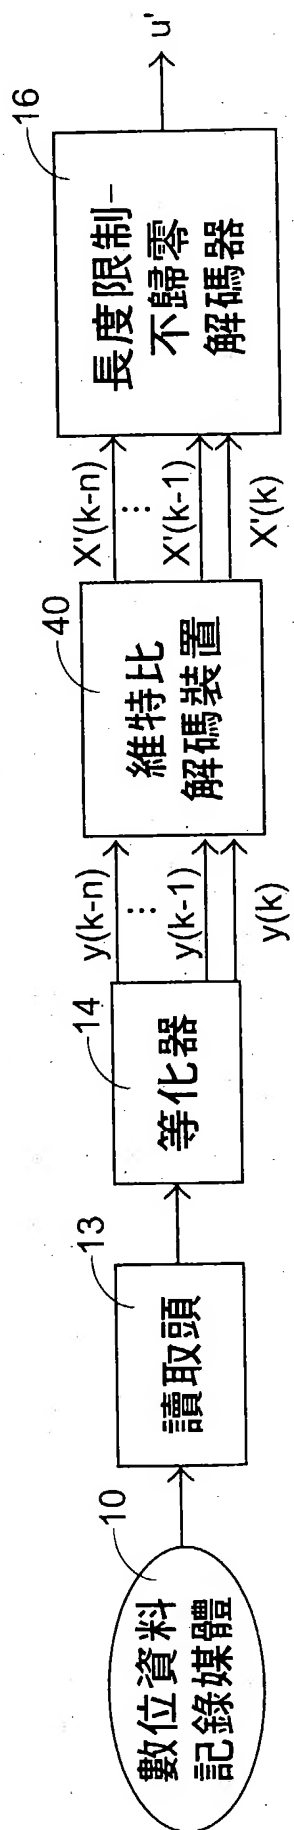 10
數位資料
記錄媒體
13
讀取頭
14
等化器
y(k-n)
⋮
y(k-1)
y(k)
40
維特比
解碼裝置
X'(k-n)
⋮
X'(k-1)
X'(k)
16
長度限制-
不歸零
解碼器
u'